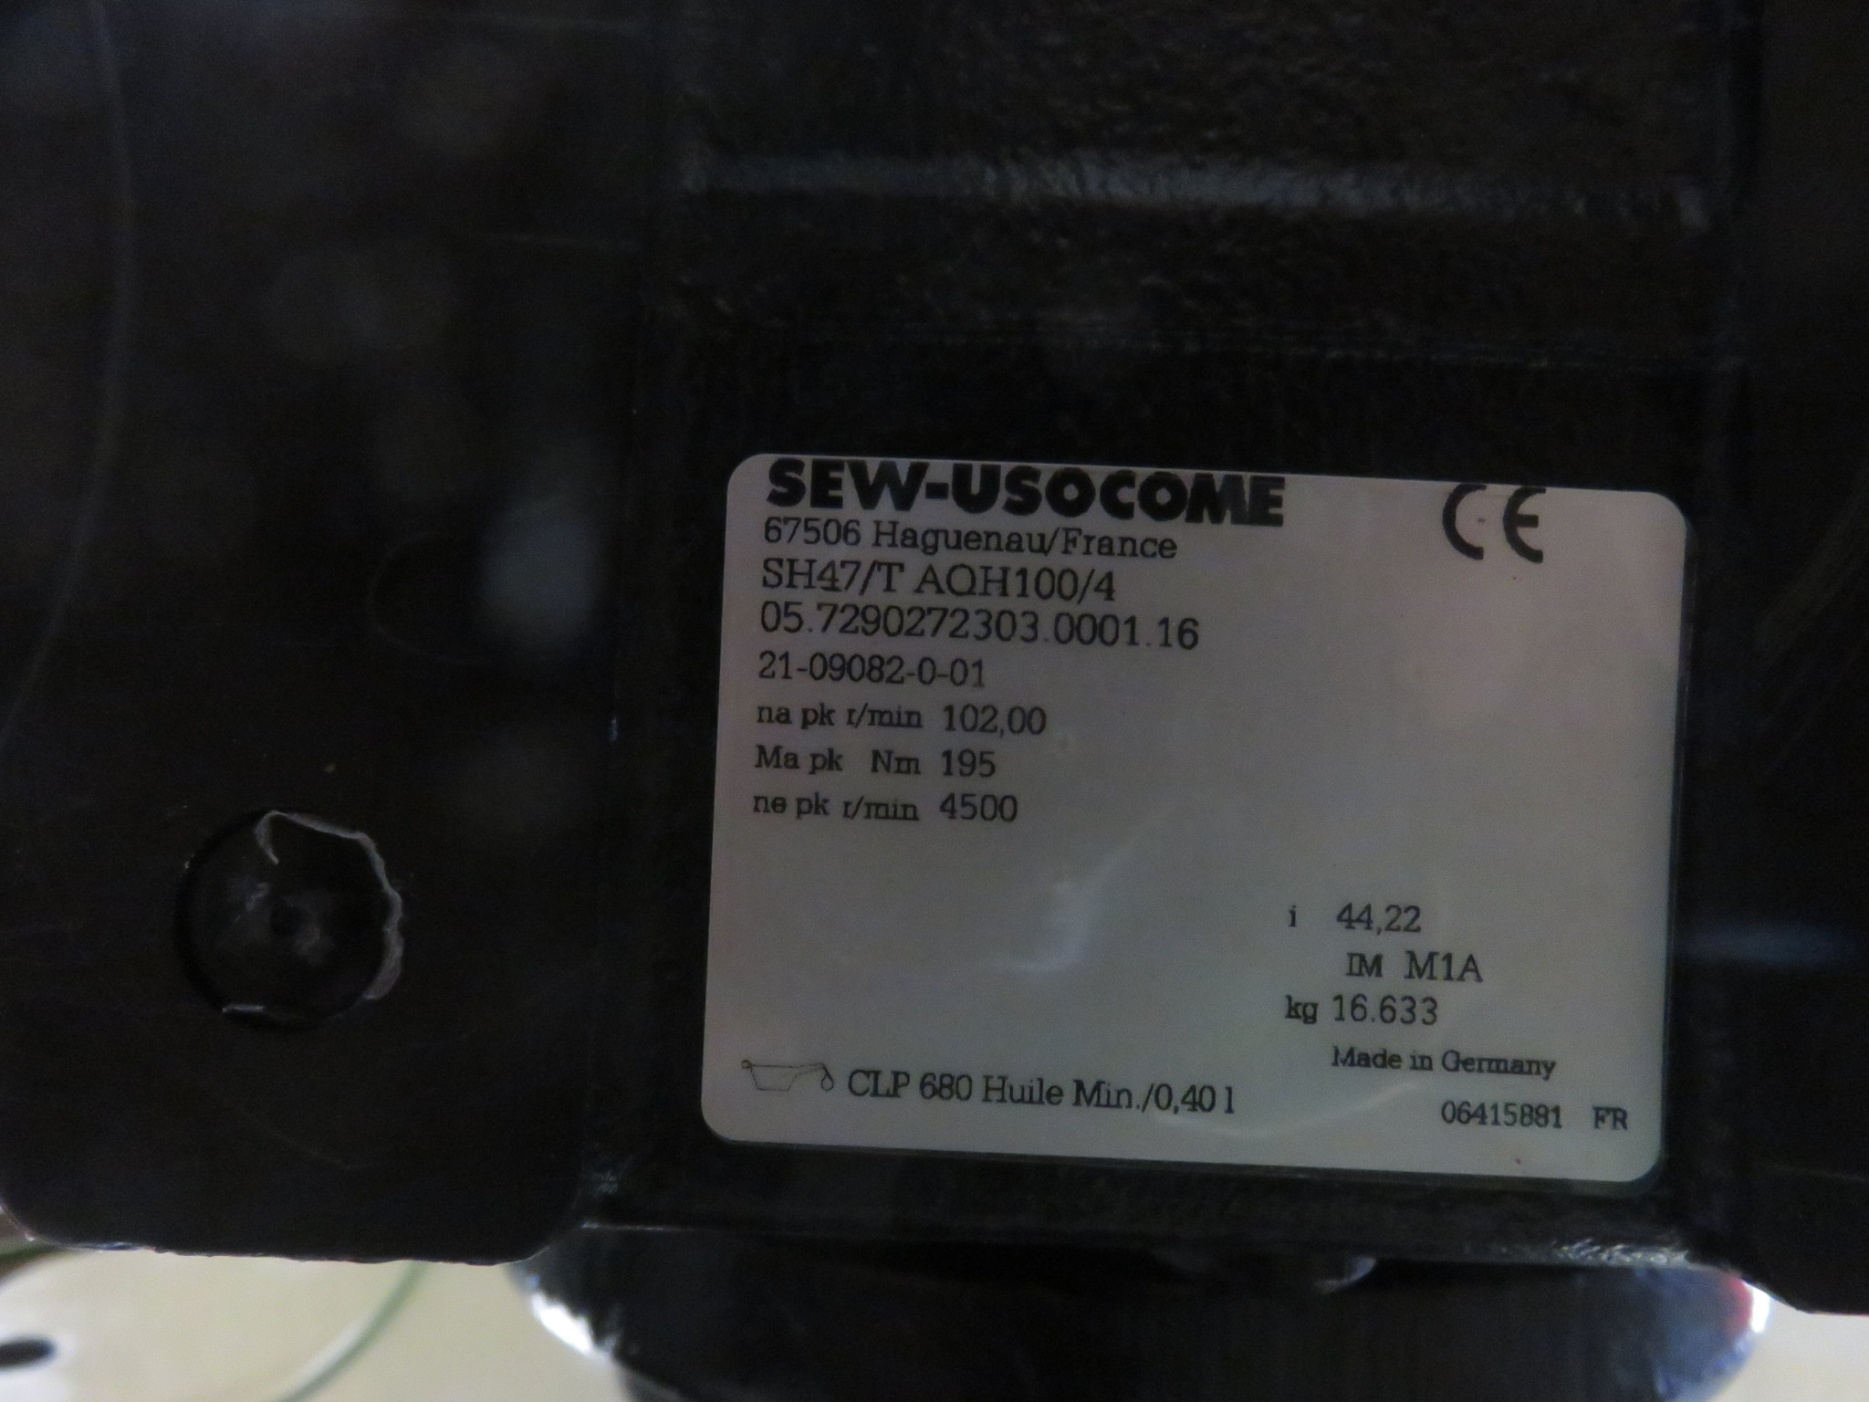 SEW-USOCOME
CE
67506 Haguenau/France
SH47/T AQH100/4
05.7290272303.0001.16
21-09082-0-01
na pk r/min 102,00
Ma pk Nm 195
ne pk r/min 4500
i 44,22
IM M1A
kg 16.633
Made in Germany
CLP 680 Huile Min./0,40 l
06415881 FR